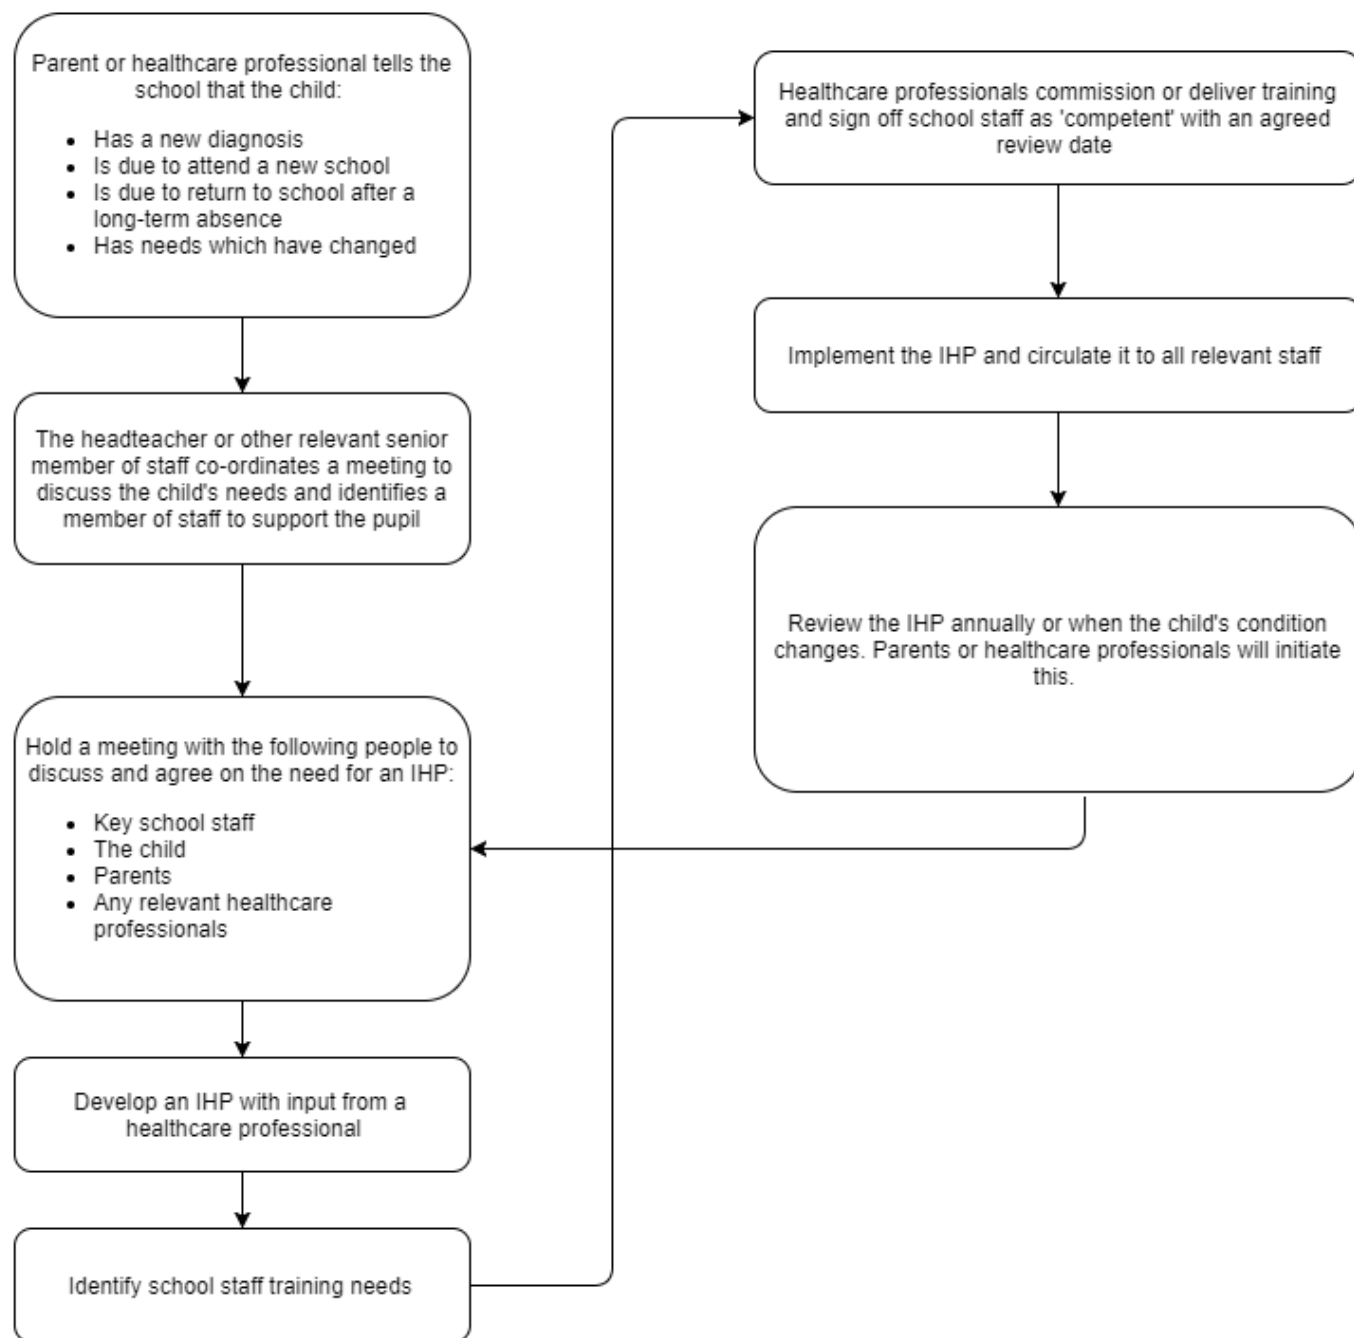 Parent or healthcare professional tells the
school that the child:
• Has a new diagnosis
• Is due to attend a new school
• Is due to return to school after a
long-term absence
• Has needs which have changed
The headteacher or other relevant senior
member of staff co-ordinates a meeting to
discuss the child's needs and identifies a
member of staff to support the pupil
Hold a meeting with the following people to
discuss and agree on the need for an IHP:
• Key school staff
• The child
• Parents
• Any relevant healthcare
professionals
Develop an IHP with input from a
healthcare professional
Identify school staff training needs
Healthcare professionals commission or deliver training
and sign off school staff as 'competent' with an agreed
review date
Implement the IHP and circulate it to all relevant staff
Review the IHP annually or when the child's condition
changes. Parents or healthcare professionals will initiate
this.